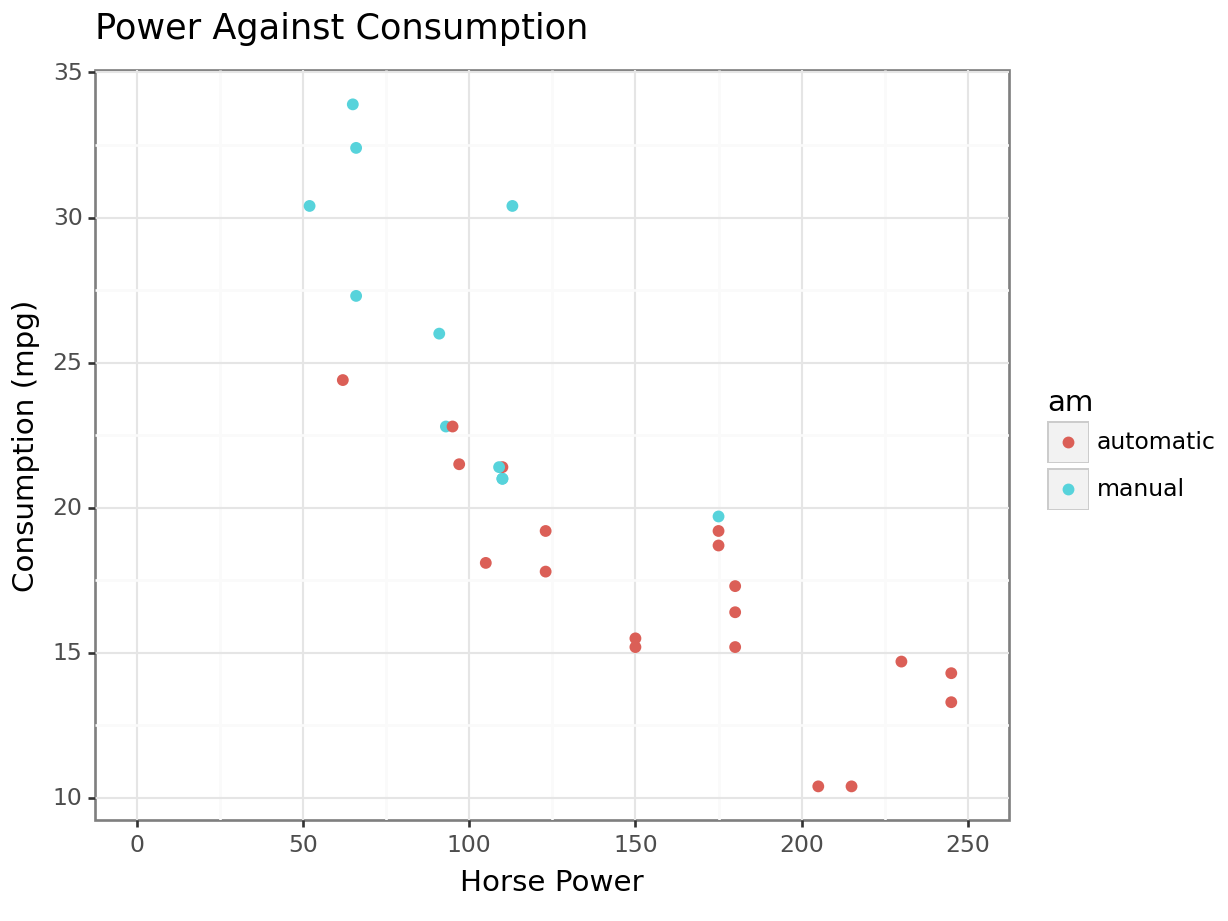 Power Against Consumption
35
30
25
20
15
10
Consumption (mpg)
0 50 100 150 200 250
Horse Power
am
automatic
manual